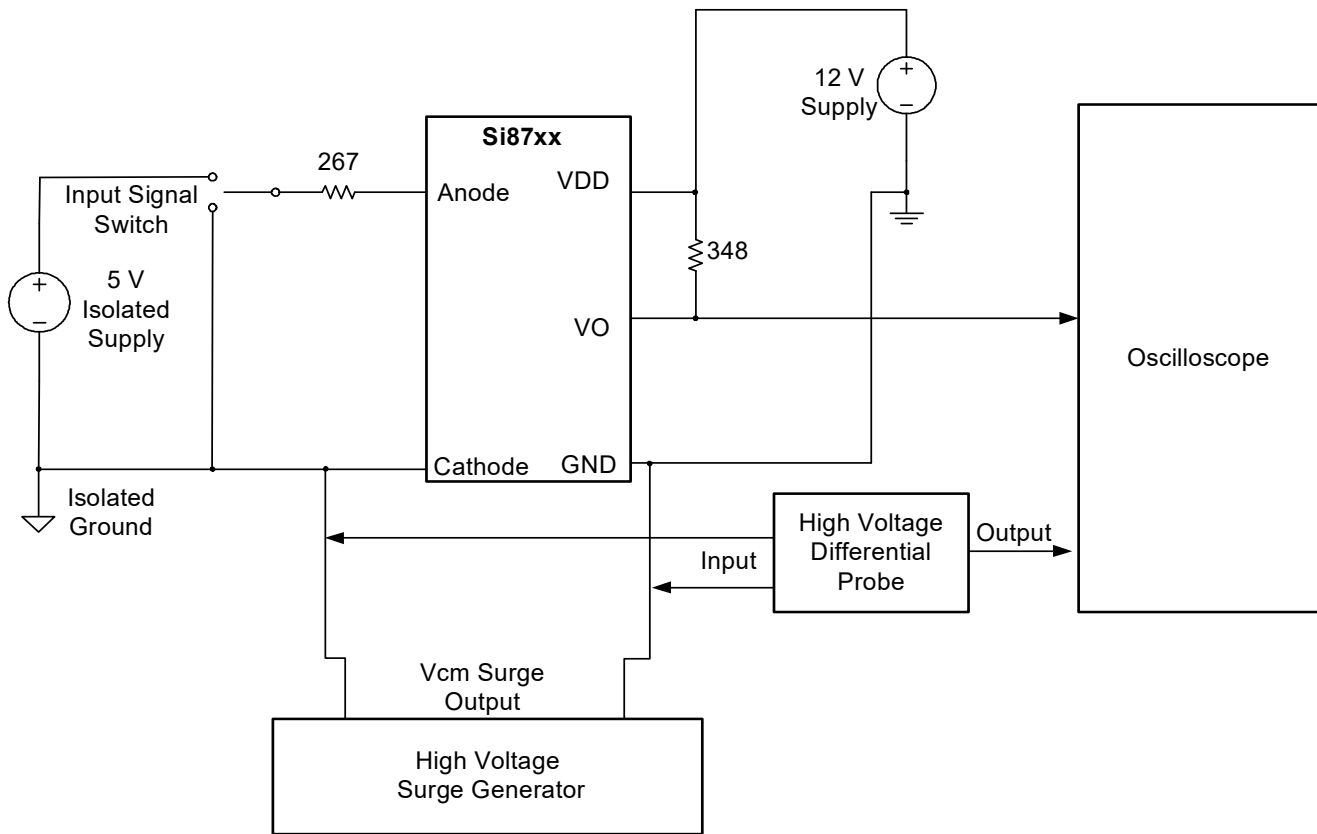 12 V
Supply
Si87xx
267
Input Signal
Switch
Anode
VDD
348
5 V
Isolated
Supply
VO
Oscilloscope
Cathode
GND
Isolated
Ground
High Voltage
Differential
Probe
Output
Input
Vcm Surge
Output
High Voltage
Surge Generator